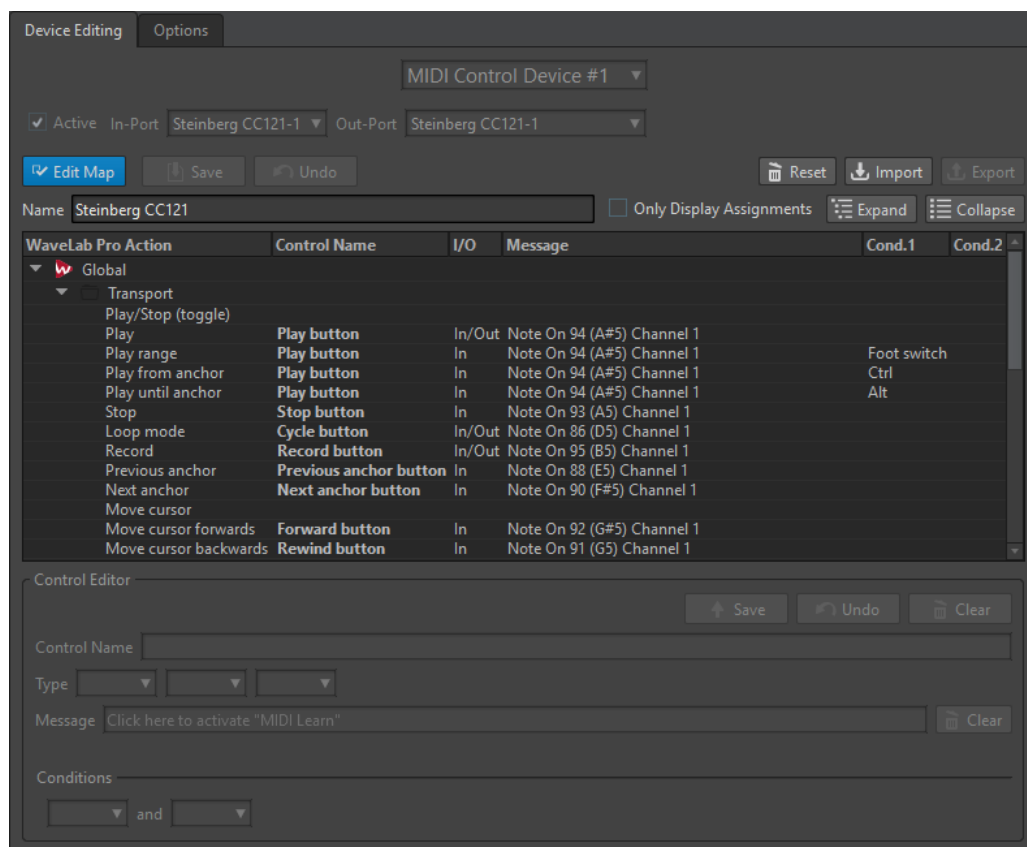 Device Editing Options
MIDI Control Device #1
Active In-Port Steinberg CC121-1 Out-Port Steinberg CC121-1
Edit Map Save Undo Reset Import Export
Name Steinberg CC121 Only Display Assignments Expand Collapse
WaveLab Pro Action Control Name I/O Message Cond.1 Cond.2
Global
Transport
Play/Stop (toggle)
Play Play button In/Out Note On 94 (A#5) Channel 1
Play range Play button In Note On 94 (A#5) Channel 1 Foot switch
Play from anchor Play button In Note On 94 (A#5) Channel 1 Ctrl
Play until anchor Play button In Note On 94 (A#5) Channel 1 Alt
Stop Stop button In Note On 93 (A5) Channel 1
Loop mode Cycle button In/Out Note On 86 (D5) Channel 1
Record Record button In/Out Note On 95 (B5) Channel 1
Previous anchor Previous anchor button In Note On 88 (E5) Channel 1
Next anchor Next anchor button In Note On 90 (F#5) Channel 1
Move cursor
Move cursor forwards Forward button In Note On 92 (G#5) Channel 1
Move cursor backwards Rewind button In Note On 91 (G5) Channel 1
Control Editor
Save Undo Clear
Control Name
Type
Message Click here to activate "MIDI Learn" Clear
Conditions
and